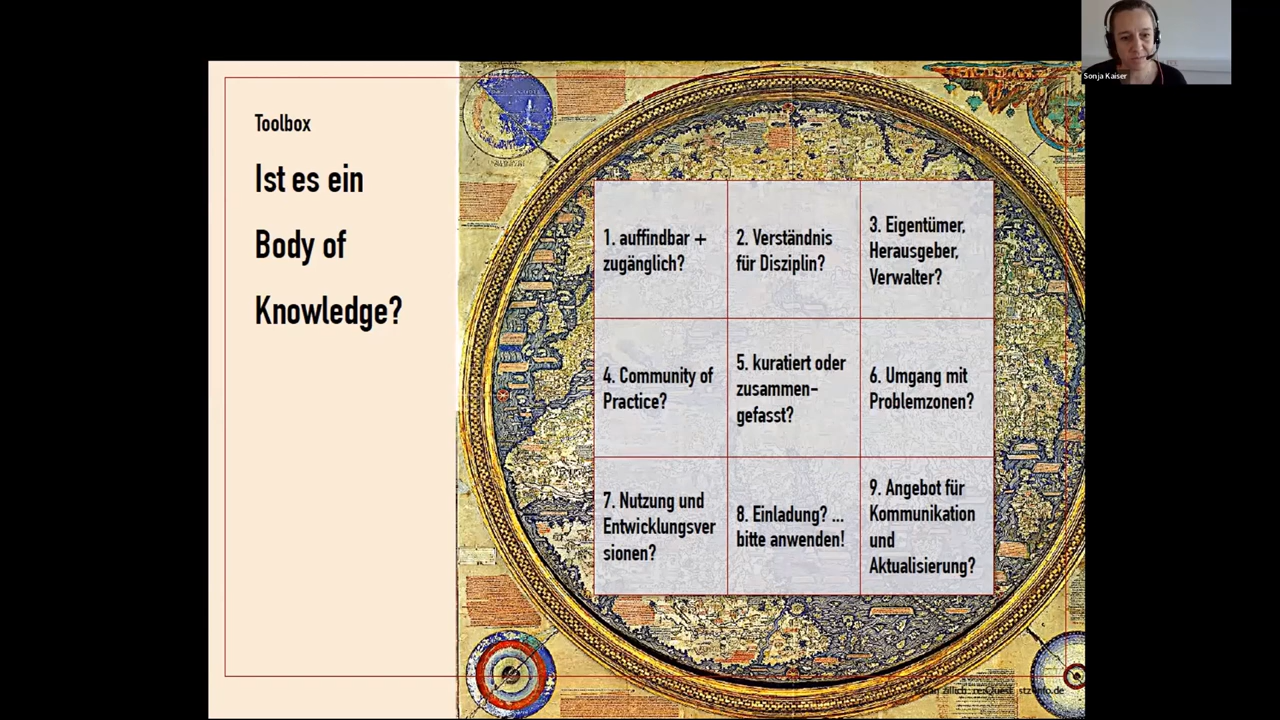 Sonja Kaiser
Toolbox
Ist es ein
Body of
Knowledge?
1. auffindbar +
zugänglich?
2. Verständnis
für Disziplin?
3. Eigentümer,
Herausgeber,
Verwalter?
4. Community of
Practice?
5. kuratiert oder
zusammen-
gefasst?
6. Umgang mit
Problemzonen?
7. Nutzung und
Entwicklungsver
sionen?
8. Einladung? ...
bitte anwenden!
9. Angebot für
Kommunikation
und
Aktualisierung?
stefan zillich